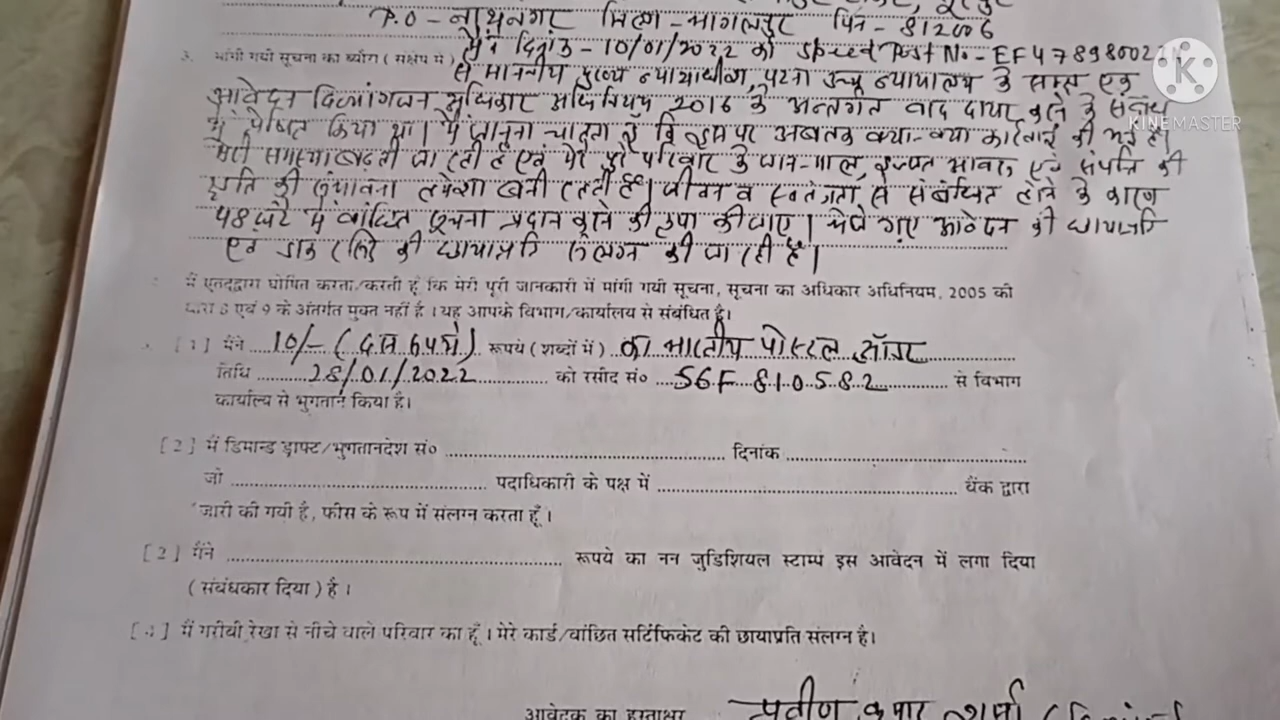 P.O - नाथनगर जिला - भागलपुर पिन - 812006
मैंने दिनांक - 10/01/2022 को Speed Post No - EF478980022IN
3. मांगी गयी सूचना का ब्योरा ( संक्षेप में ) से माननीय मुख्य न्यायाधीश, पटना उच्च न्यायालय के समक्ष एक
आवेदन दिव्यांगजन अधिकार अधिनियम 2016 के अन्तर्गत वाद दायर करने के संबंध
में प्रेषित किया था। मैं जानना चाहता हूँ कि इस पर अबतक क्या-क्या कार्रवाई की गई है।
मेरी समस्या बढ़ती जा रही है एवं मेरे पूरे परिवार के जान-माल, इज्जत आबरू एवं संपत्ति की
क्षति की संभावना हमेशा बनी रहती है। जीवन व स्वतंत्रता से संबंधित होने के कारण
48 घंटे में वांछित सूचना प्रदान करने की कृपा की जाए। भेजे गए आवेदन की छायाप्रति
एवं डाक रसीद की छायाप्रति संलग्न की जा रही है।
मैं एतद्द्वारा घोषित करता/करती हूँ कि मेरी पूरी जानकारी में मांगी गयी सूचना, सूचना का अधिकार अधिनियम, 2005 की
धारा 8 एवं 9 के अंतर्गत मुक्त नहीं है । यह आपके विभाग/कार्यालय से संबंधित है।
[ 1 ] मैंने 10/- (दस रुपये) रूपये ( शब्दों में ) का भारतीय पोस्टल ऑर्डर
तिथि 28/01/2022 को रसीद सं० 56F 810582 से विभाग
कार्यालय से भुगतान किया है।
[ 2 ] मैं डिमान्ड ड्राफ्ट/भुगतानदेश सं० दिनांक
जो पदाधिकारी के पक्ष में बैंक द्वारा
जारी की गयी है, फीस के रूप में संलग्न करता हूँ ।
[ 3 ] मैंने रूपये का नन जुडिशियल स्टाम्प इस आवेदन में लगा दिया
( संबंधकार दिया ) है ।
[ 4 ] मैं गरीबी रेखा से नीचे वाले परिवार का हूँ । मेरे कार्ड/वांछित सर्टिफिकेट की छायाप्रति संलग्न है।
आवेदक का हस्ताक्षर प्रवीण कुमार शर्मा
KINEMASTER